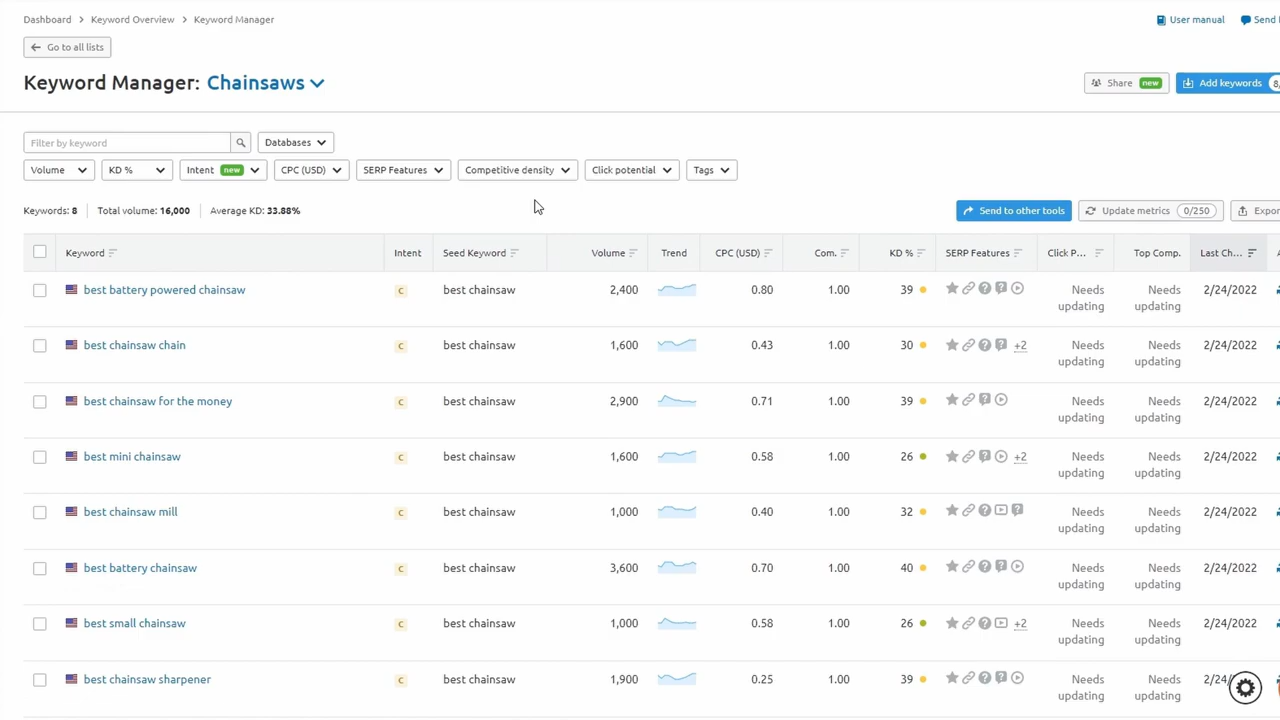 Dashboard > Keyword Overview > Keyword Manager
User manual Send
← Go to all lists
Keyword Manager: Chainsaws
Share new Add keywords 8/
Filter by keyword Databases
Volume KD % Intent new CPC (USD) SERP Features Competitive density Click potential Tags
Keywords: 8 Total volume: 16,000 Average KD: 33.88%
Send to other tools Update metrics 0/250 Expor
Keyword Intent Seed Keyword Volume Trend CPC (USD) Com. KD % SERP Features Click P... Top Comp. Last Ch...
best battery powered chainsaw C best chainsaw 2,400 0.80 1.00 39 Needs updating Needs updating 2/24/2022
best chainsaw chain C best chainsaw 1,600 0.43 1.00 30 +2 Needs updating Needs updating 2/24/2022
best chainsaw for the money C best chainsaw 2,900 0.71 1.00 39 Needs updating Needs updating 2/24/2022
best mini chainsaw C best chainsaw 1,600 0.58 1.00 26 +2 Needs updating Needs updating 2/24/2022
best chainsaw mill C best chainsaw 1,000 0.40 1.00 32 Needs updating Needs updating 2/24/2022
best battery chainsaw C best chainsaw 3,600 0.70 1.00 40 Needs updating Needs updating 2/24/2022
best small chainsaw C best chainsaw 1,000 0.58 1.00 26 +2 Needs updating Needs updating 2/24/2022
best chainsaw sharpener C best chainsaw 1,900 0.25 1.00 39 Needs updating Needs updating 2/24/